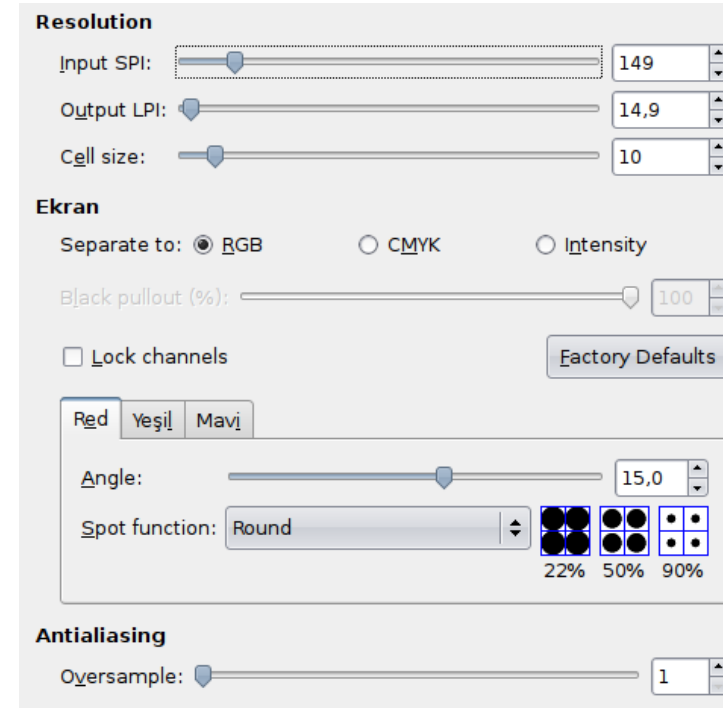 Resolution
Input SPI: 149
Output LPI: 14,9
Cell size: 10
Ekran
Separate to: RGB CMYK Intensity
Black pullout (%): 100
Lock channels Factory Defaults
Red Yeşil Mavi
Angle: 15,0
Spot function: Round
22% 50% 90%
Antialiasing
Oversample: 1